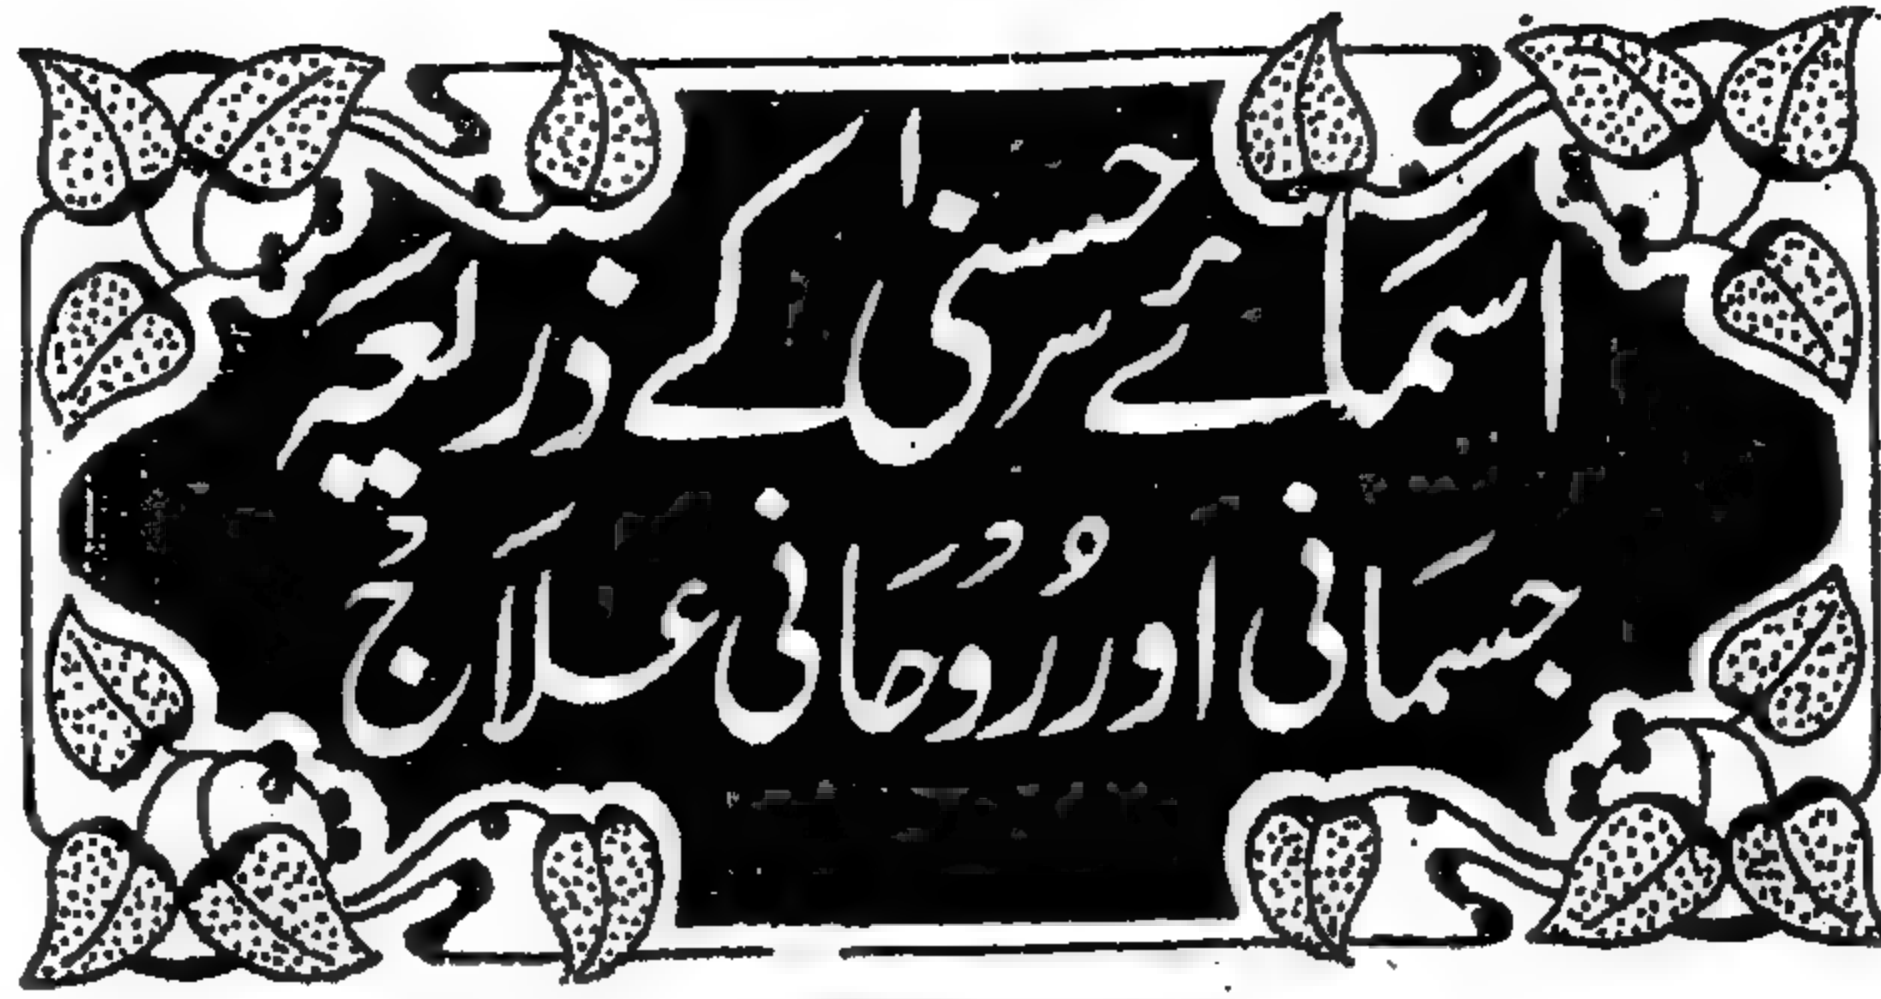 اسمائے حسنیٰ کے ذریعہ
جسمانی اور روحانی علاج